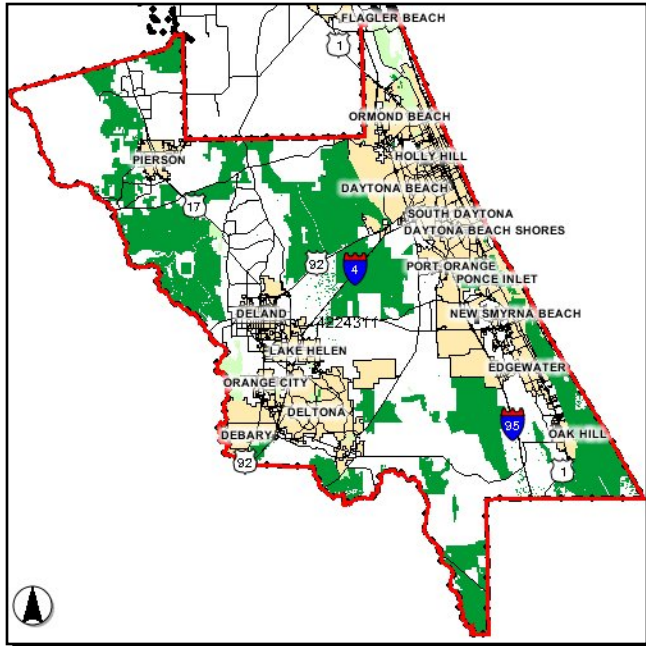 FLAGLER BEACH
1
ORMOND BEACH
HOLLY HILL
PIERSON
DAYTONA BEACH
17
SOUTH DAYTONA
DAYTONA BEACH SHORES
92
4
PORT ORANGE
PONCE INLET
DELAND
4224311
NEW SMYRNA BEACH
LAKE HELEN
EDGEWATER
ORANGE CITY
DELTONA
95
DEBARY
OAK HILL
92
1